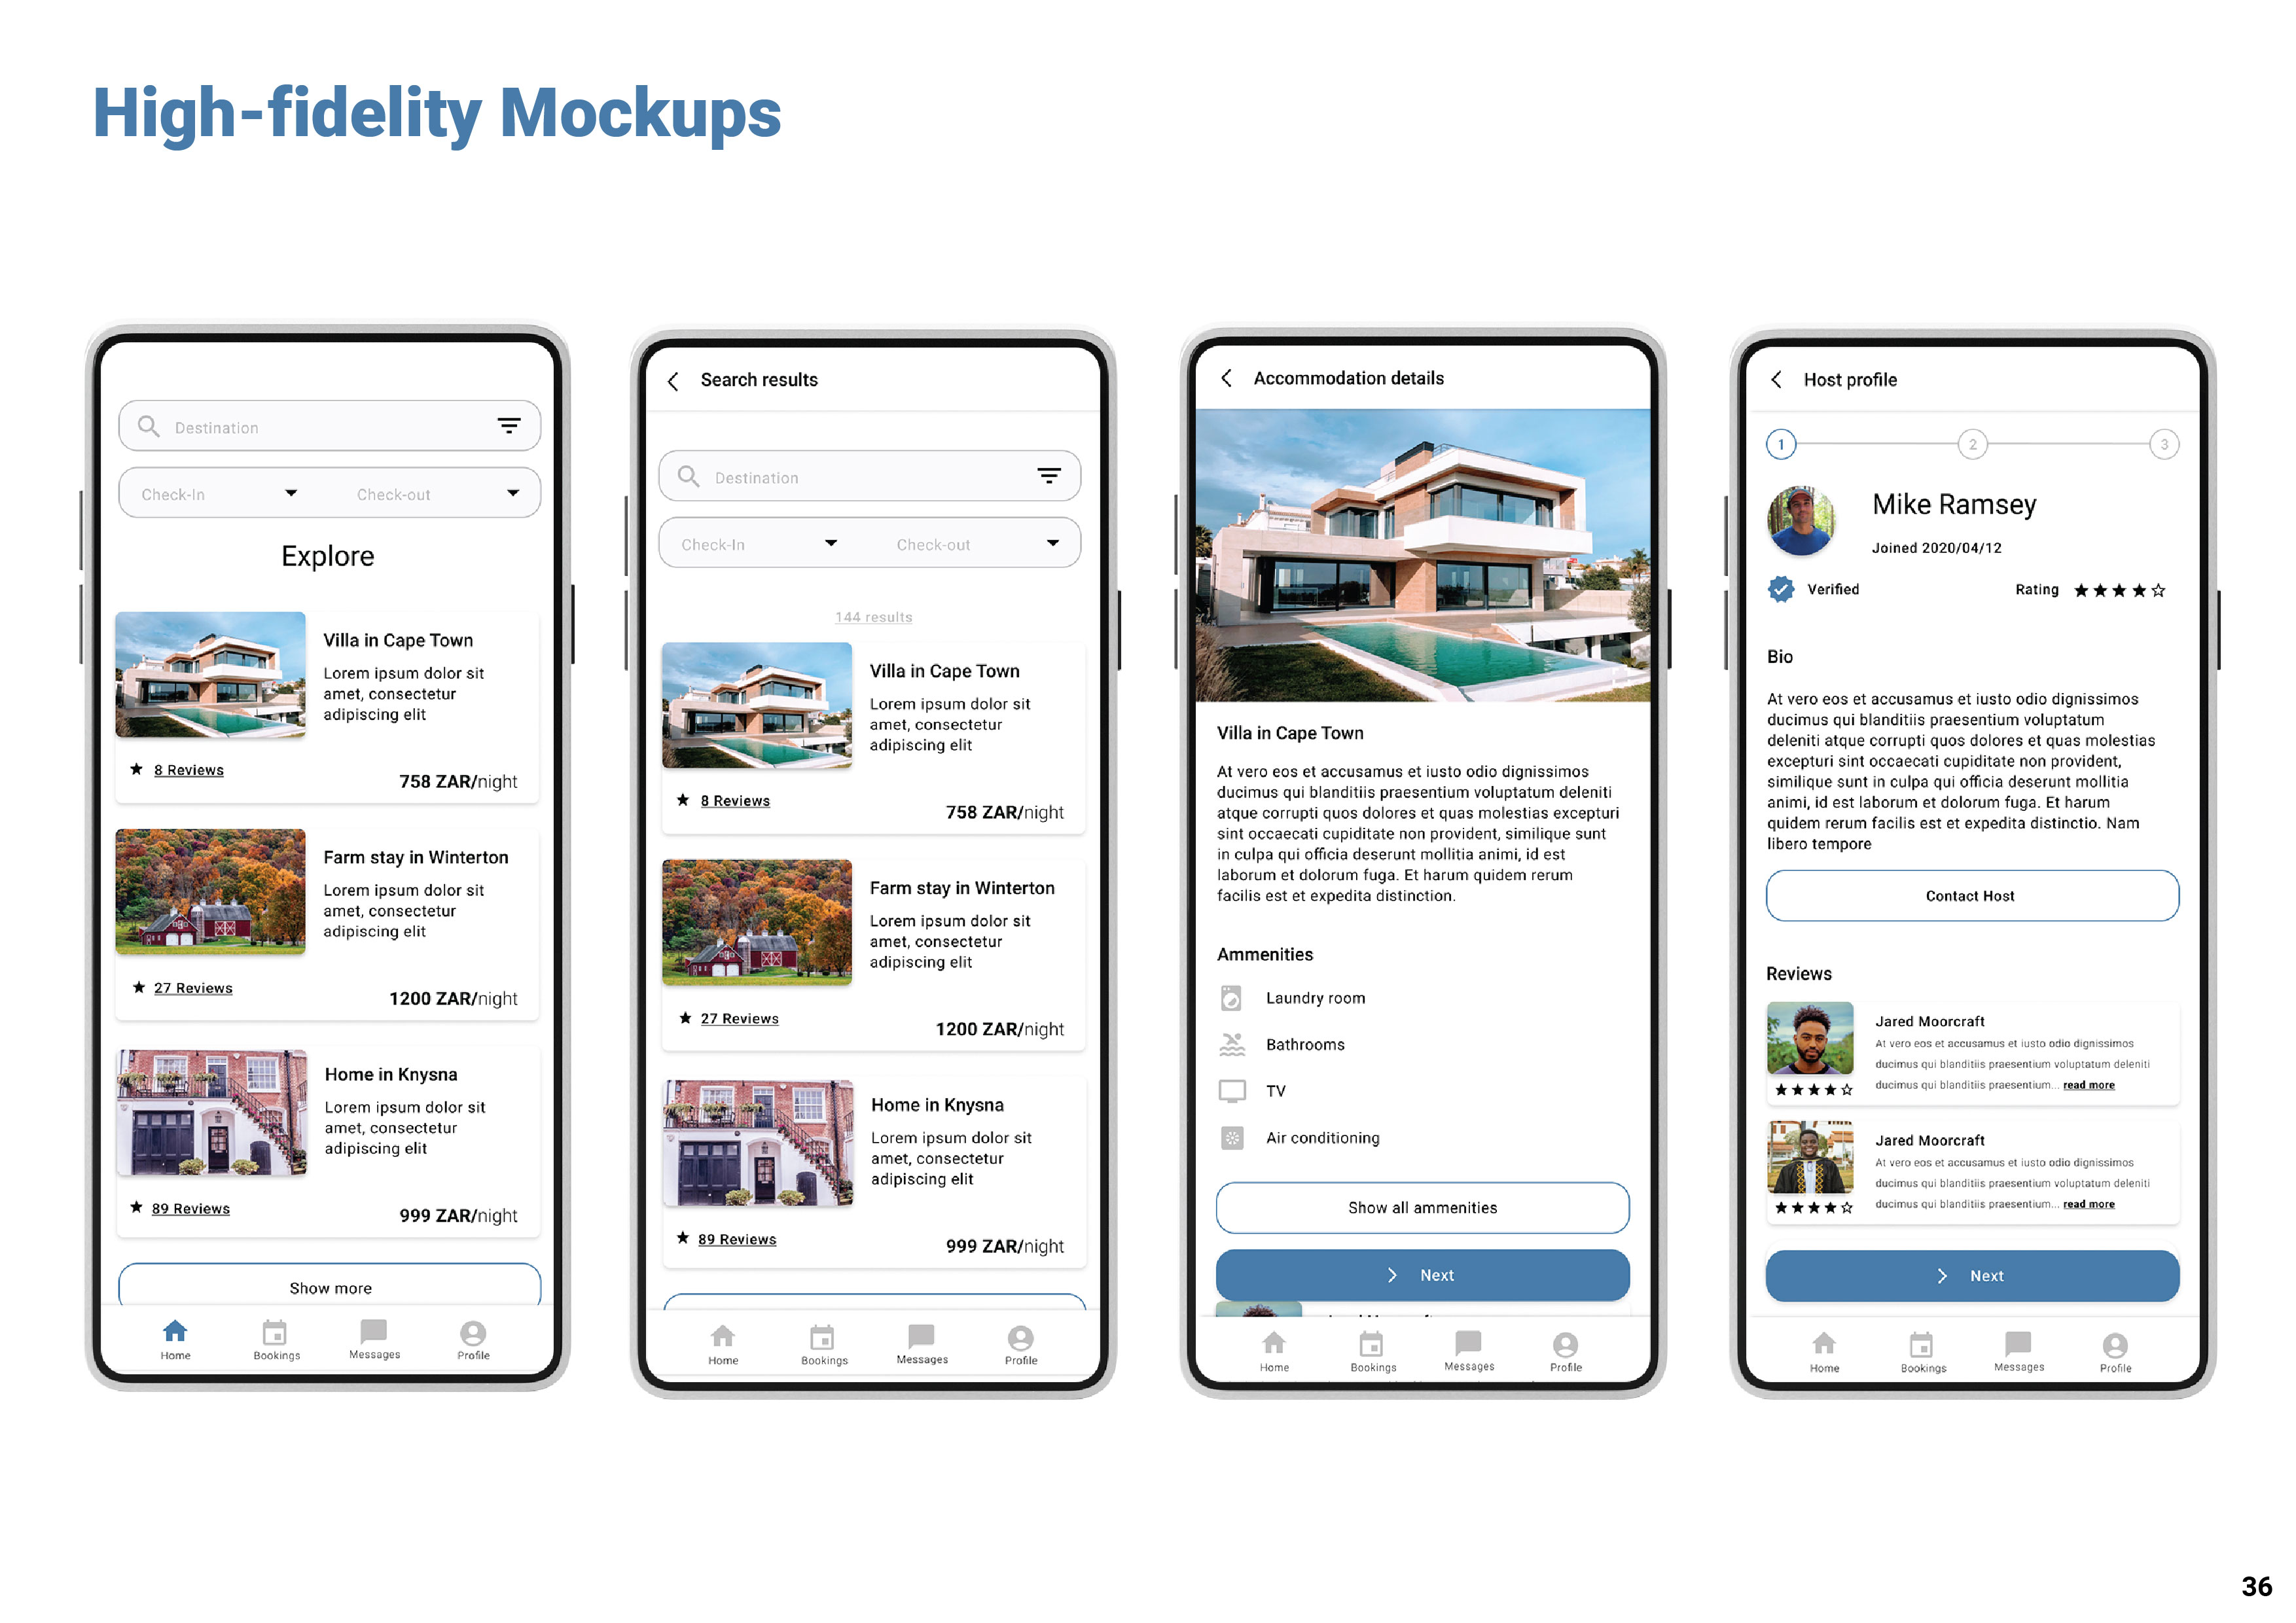 High-fidelity Mockups
Destination
Check-In
Check-out
Explore
Villa in Cape Town
Lorem ipsum dolor sit
amet, consectetur
adipiscing elit
8 Reviews
758 ZAR/night
Farm stay in Winterton
Lorem ipsum dolor sit
amet, consectetur
adipiscing elit
27 Reviews
1200 ZAR/night
Home in Knysna
Lorem ipsum dolor sit
amet, consectetur
adipiscing elit
89 Reviews
999 ZAR/night
Show more
Home
Bookings
Messages
Profile
Search results
Destination
Check-In
Check-out
144 results
Villa in Cape Town
Lorem ipsum dolor sit
amet, consectetur
adipiscing elit
8 Reviews
758 ZAR/night
Farm stay in Winterton
Lorem ipsum dolor sit
amet, consectetur
adipiscing elit
27 Reviews
1200 ZAR/night
Home in Knysna
Lorem ipsum dolor sit
amet, consectetur
adipiscing elit
89 Reviews
999 ZAR/night
Home
Bookings
Messages
Profile
Accommodation details
Villa in Cape Town
At vero eos et accusamus et iusto odio dignissimos
ducimus qui blanditiis praesentium voluptatum deleniti
atque corrupti quos dolores et quas molestias excepturi
sint occaecati cupiditate non provident, similique sunt
in culpa qui officia deserunt mollitia animi, id est
laborum et dolorum fuga. Et harum quidem rerum
facilis est et expedita distinction.
Ammenities
Laundry room
Bathrooms
TV
Air conditioning
Show all ammenities
Next
Home
Bookings
Messages
Profile
Host profile
1
2
3
Mike Ramsey
Joined 2020/04/12
Verified
Rating
Bio
At vero eos et accusamus et iusto odio dignissimos
ducimus qui blanditiis praesentium voluptatum
deleniti atque corrupti quos dolores et quas molestias
excepturi sint occaecati cupiditate non provident,
similique sunt in culpa qui officia deserunt mollitia
animi, id est laborum et dolorum fuga. Et harum
quidem rerum facilis est et expedita distinctio. Nam
libero tempore
Contact Host
Reviews
Jared Moorcraft
At vero eos et accusamus et iusto odio dignissimos
ducimus qui blanditiis praesentium voluptatum deleniti
ducimus qui blanditiis praesentium... read more
Jared Moorcraft
At vero eos et accusamus et iusto odio dignissimos
ducimus qui blanditiis praesentium voluptatum deleniti
ducimus qui blanditiis praesentium... read more
Next
Home
Bookings
Messages
Profile
36